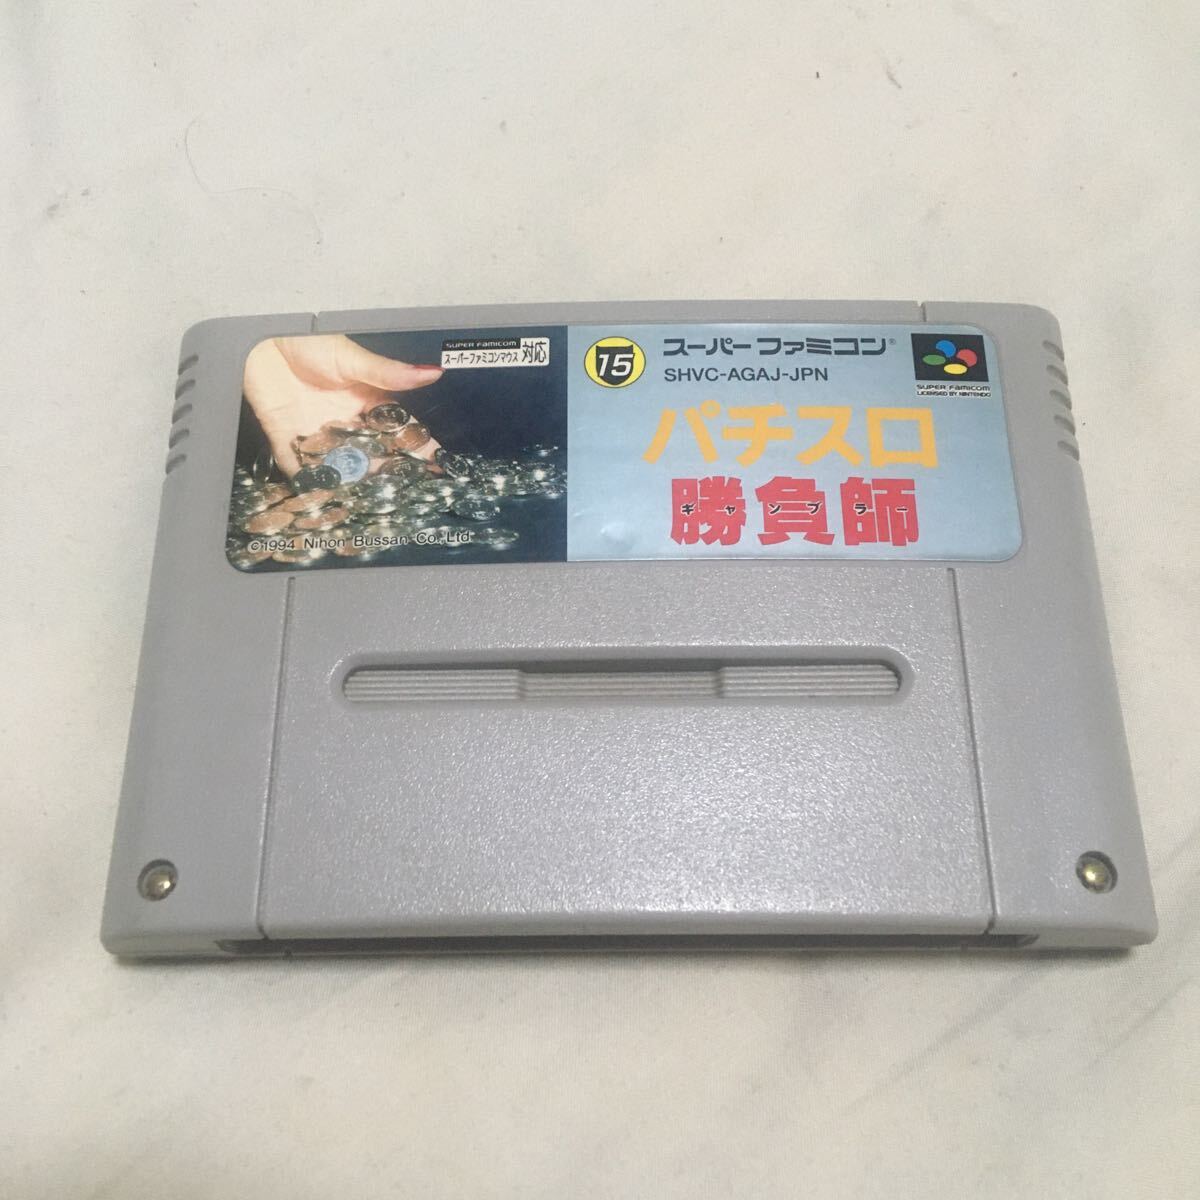 SUPER FAMICOM
スーパーファミコンマウス対応
15
スーパーファミコン®
SHVC-AGAJ-JPN
SUPER FAMICOM
LICENSED BY NINTENDO
パチスロ
勝負師
ギャンブラー
©1994 Nihon Bussan Co., Ltd.